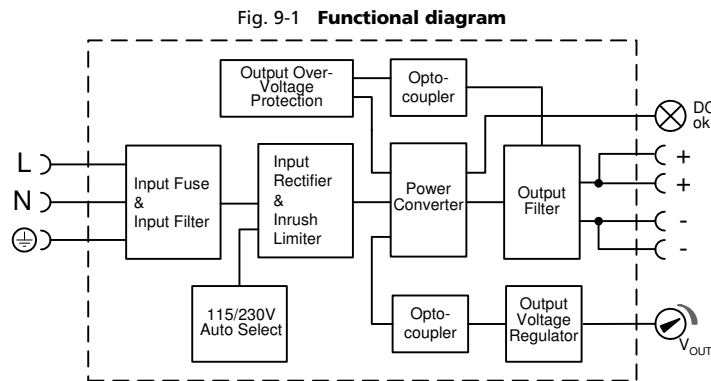 Fig. 9-1 Functional diagram
Output Over-
Voltage
Protection
Opto-
coupler
DC
ok
L
N
Input Fuse
&
Input Filter
Input
Rectifier
&
Inrush
Limiter
Power
Converter
Output
Filter
+
+
-
-
115/230V
Auto Select
Opto-
coupler
Output
Voltage
Regulator
VOUT